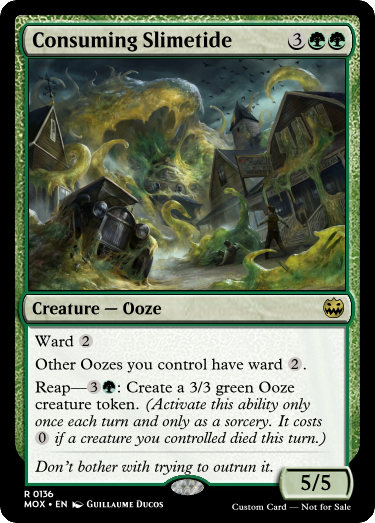 Consuming Slimetide 3
Creature — Ooze
Ward 2
Other Oozes you control have ward 2.
Reap—3: Create a 3/3 green Ooze
creature token. (Activate this ability only
once each turn and only as a sorcery. It costs
0 if a creature you controlled died this turn.)
Don't bother with trying to outrun it.
5/5
R 0136
MOX • EN Guillaume Ducos
Custom Card — Not for Sale